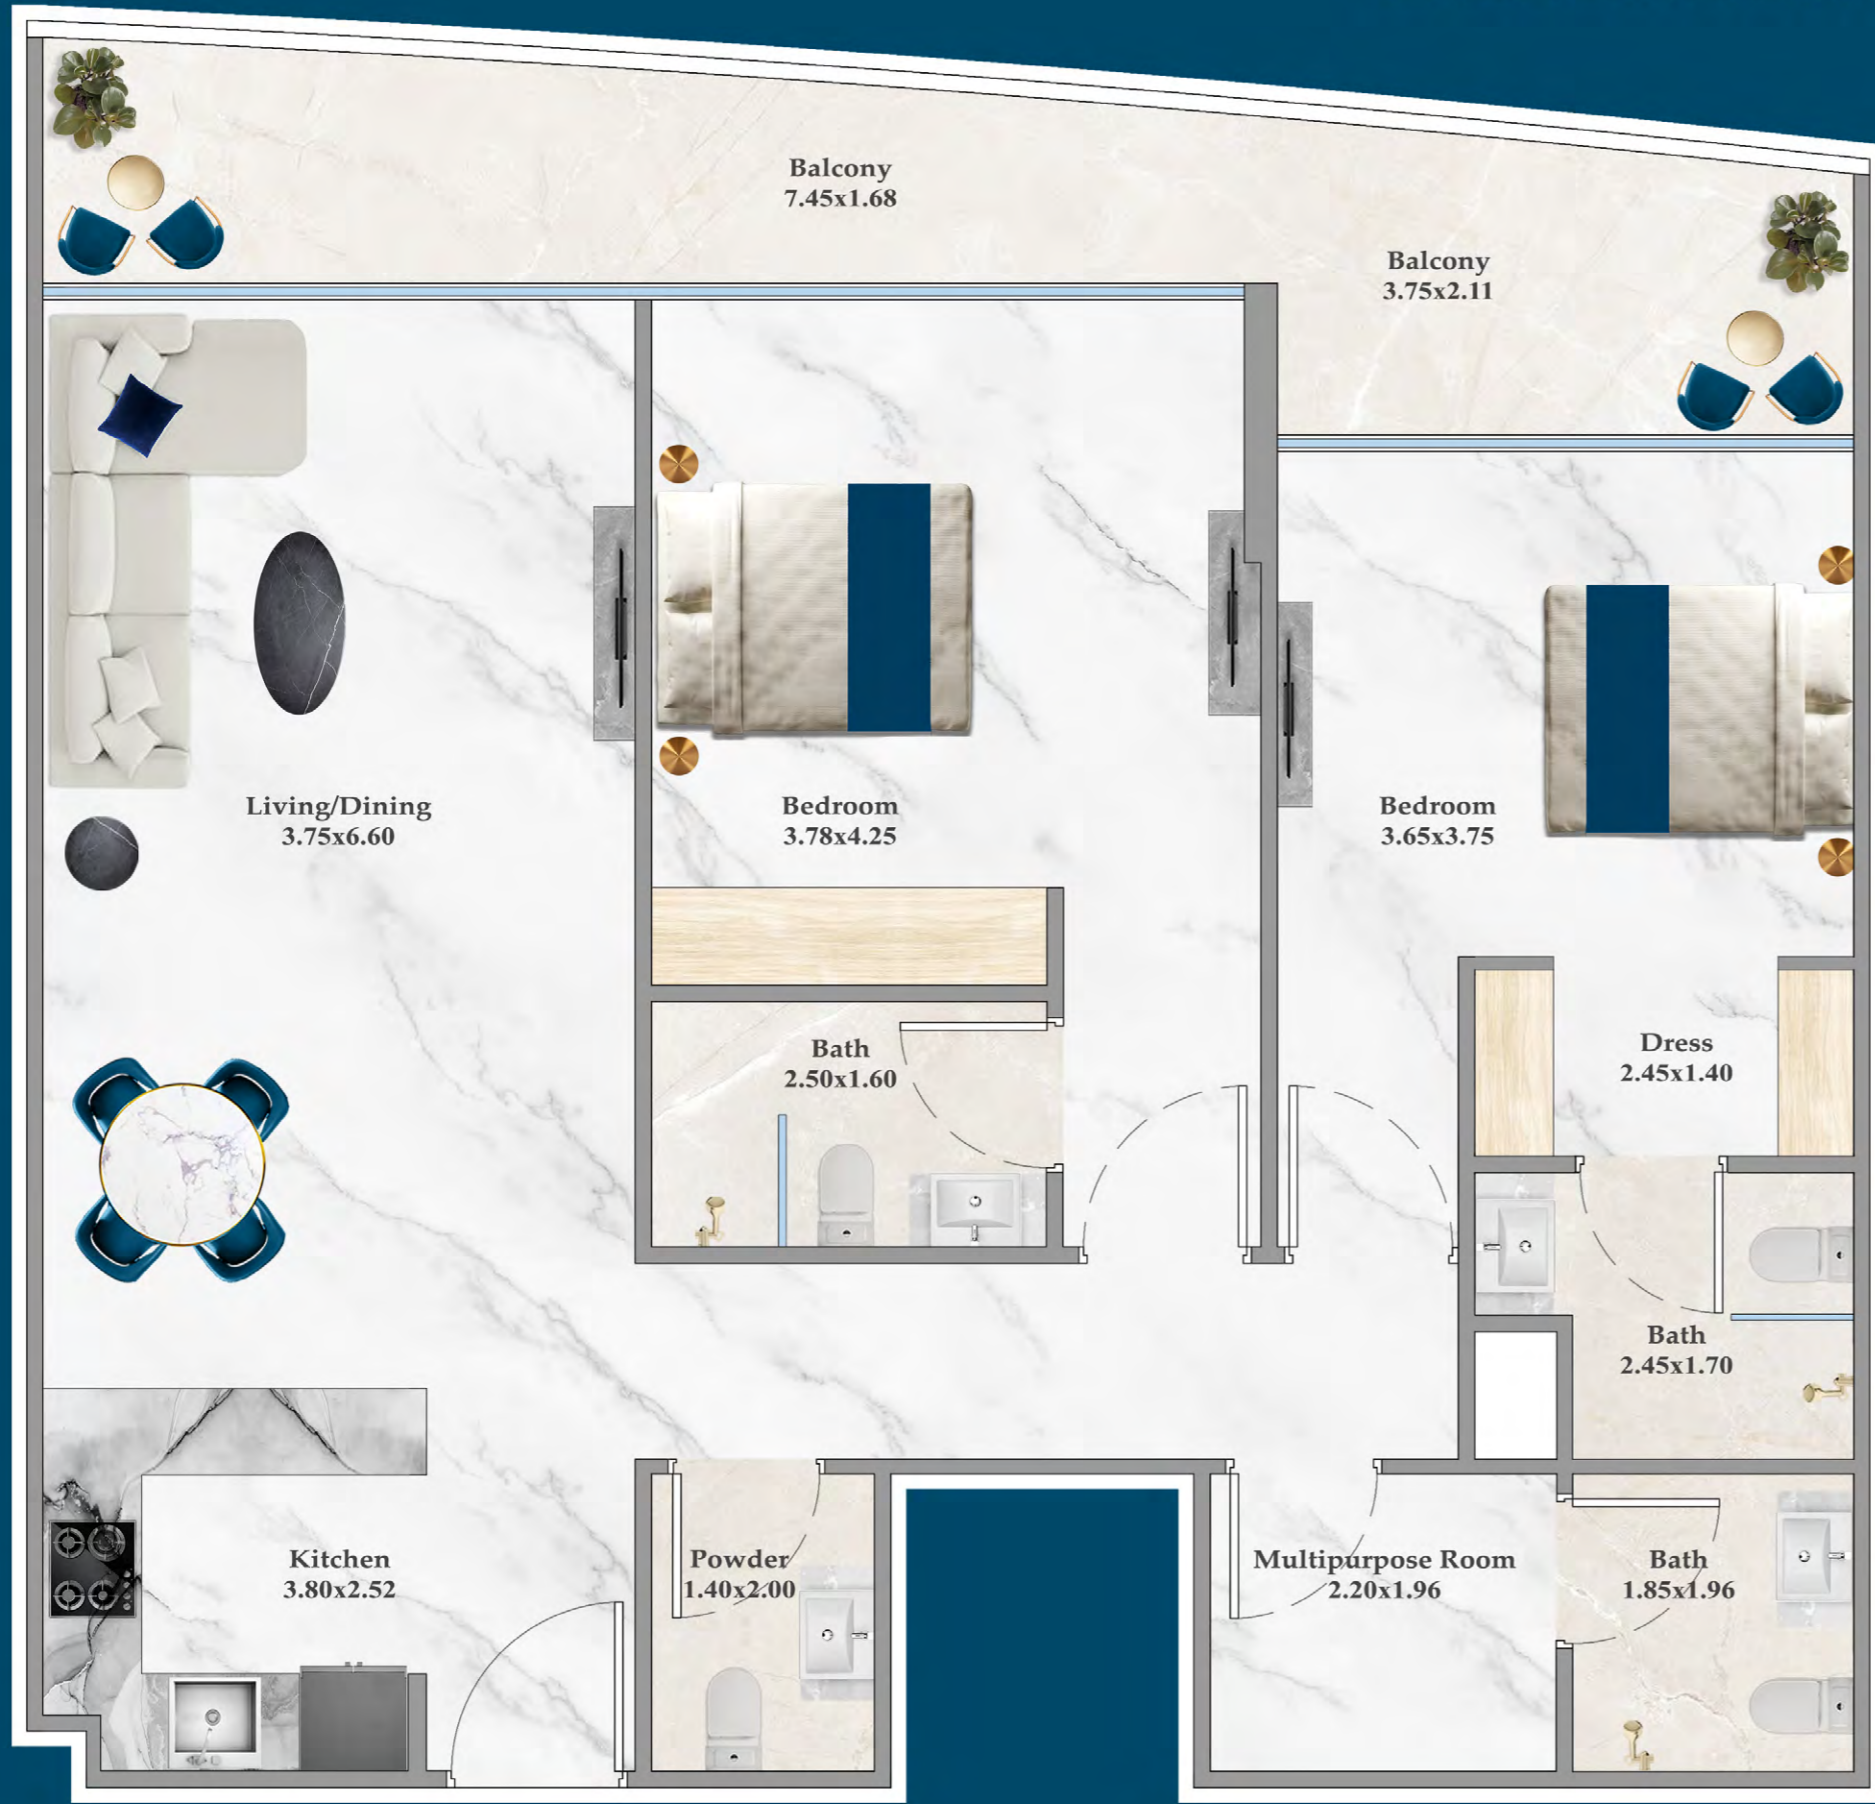 Balcony
7.45x1.68
Balcony
3.75x2.11
Living/Dining
3.75x6.60
Bedroom
3.78x4.25
Bedroom
3.65x3.75
Bath
2.50x1.60
Dress
2.45x1.40
Bath
2.45x1.70
Kitchen
3.80x2.52
Powder
1.40x2.00
Multipurpose Room
2.20x1.96
Bath
1.85x1.96